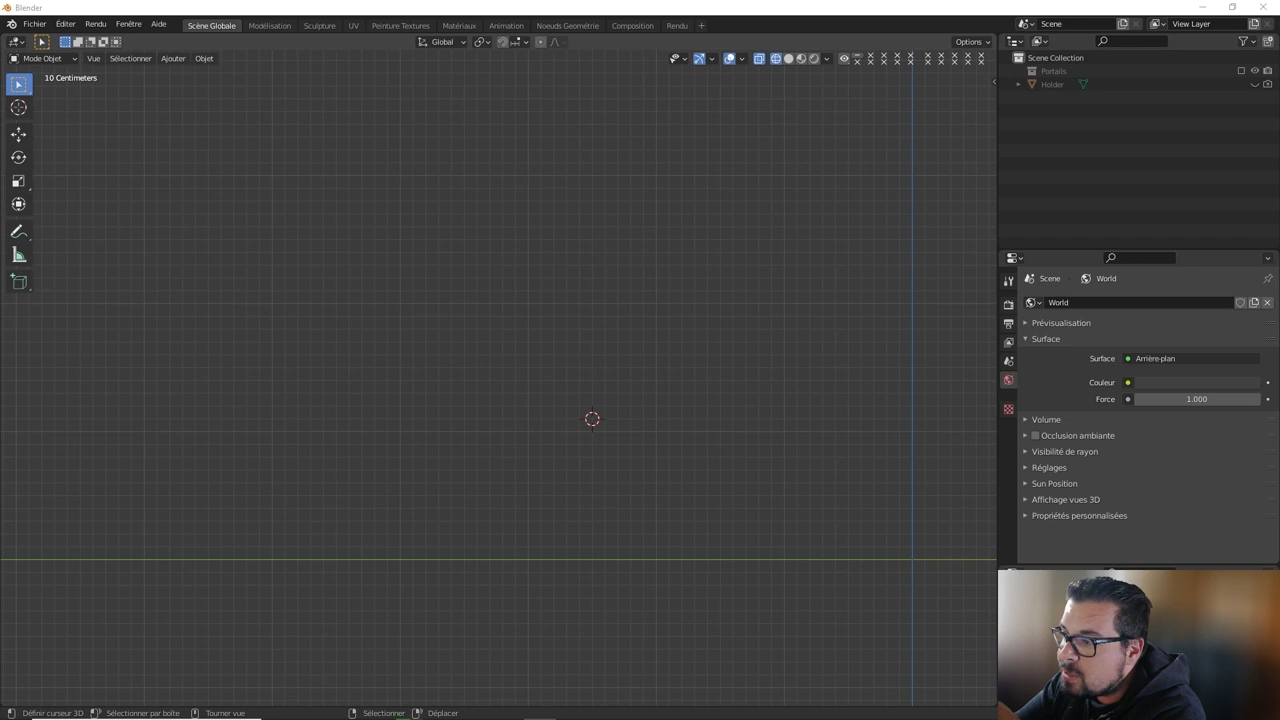 Blender
Fichier Éditer Rendu Fenêtre Aide Scène Globale Modélisation Sculpture UV Peinture Textures Matériaux Animation Noeuds Geométrie Composition Rendu + Scene View Layer
Global Options
Mode Objet Vue Sélectionner Ajouter Objet
10 Centimeters
Scene Collection
Portails
Holder
Scene World
World
Prévisualisation
Surface
Surface Arrière-plan
Couleur
Force 1.000
Volume
Occlusion ambiante
Visibilité de rayon
Réglages
Sun Position
Affichage vues 3D
Propriétés personnalisées
Définir curseur 3D Sélectionner par boîte Tourner vue Sélectionner Déplacer